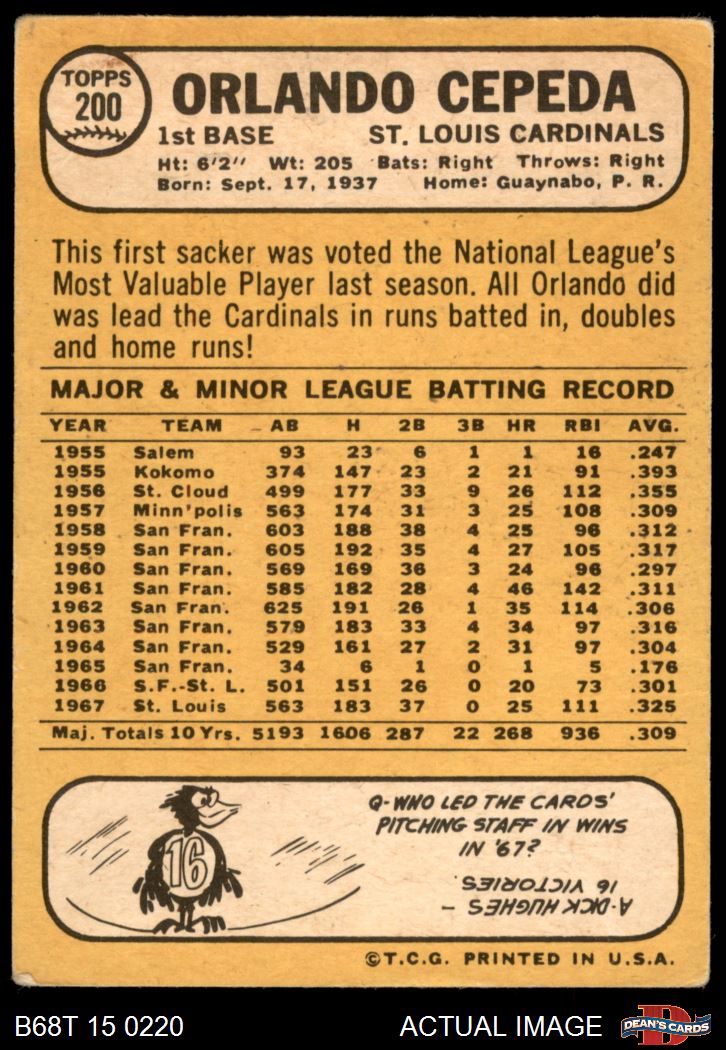 TOPPS
200
ORLANDO CEPEDA
1st BASE ST. LOUIS CARDINALS
Ht: 6'2" Wt: 205 Bats: Right Throws: Right
Born: Sept. 17, 1937 Home: Guaynabo, P. R.
This first sacker was voted the National League's
Most Valuable Player last season. All Orlando did
was lead the Cardinals in runs batted in, doubles
and home runs!
MAJOR & MINOR LEAGUE BATTING RECORD
YEAR TEAM AB H 2B 3B HR RBI AVG.
1955 Salem 93 23 6 1 1 16 .247
1955 Kokomo 374 147 23 2 21 91 .393
1956 St. Cloud 499 177 33 9 26 112 .355
1957 Minn'polis 563 174 31 3 25 108 .309
1958 San Fran. 603 188 38 4 25 96 .312
1959 San Fran. 605 192 35 4 27 105 .317
1960 San Fran. 569 169 36 3 24 96 .297
1961 San Fran. 585 182 28 4 46 142 .311
1962 San Fran. 625 191 26 1 35 114 .306
1963 San Fran. 579 183 33 4 34 97 .316
1964 San Fran. 529 161 27 2 31 97 .304
1965 San Fran. 34 6 1 0 1 5 .176
1966 S.F.-St. L. 501 151 26 0 20 73 .301
1967 St. Louis 563 183 37 0 25 111 .325
Maj. Totals 10 Yrs. 5193 1606 287 22 268 936 .309
16
Q-WHO LED THE CARDS'
PITCHING STAFF IN WINS
IN '67?
A-DICK HUGHES -
16 VICTORIES.
©T.C.G. PRINTED IN U.S.A.
B68T 15 0220 ACTUAL IMAGE
D
DEAN'S CARDS